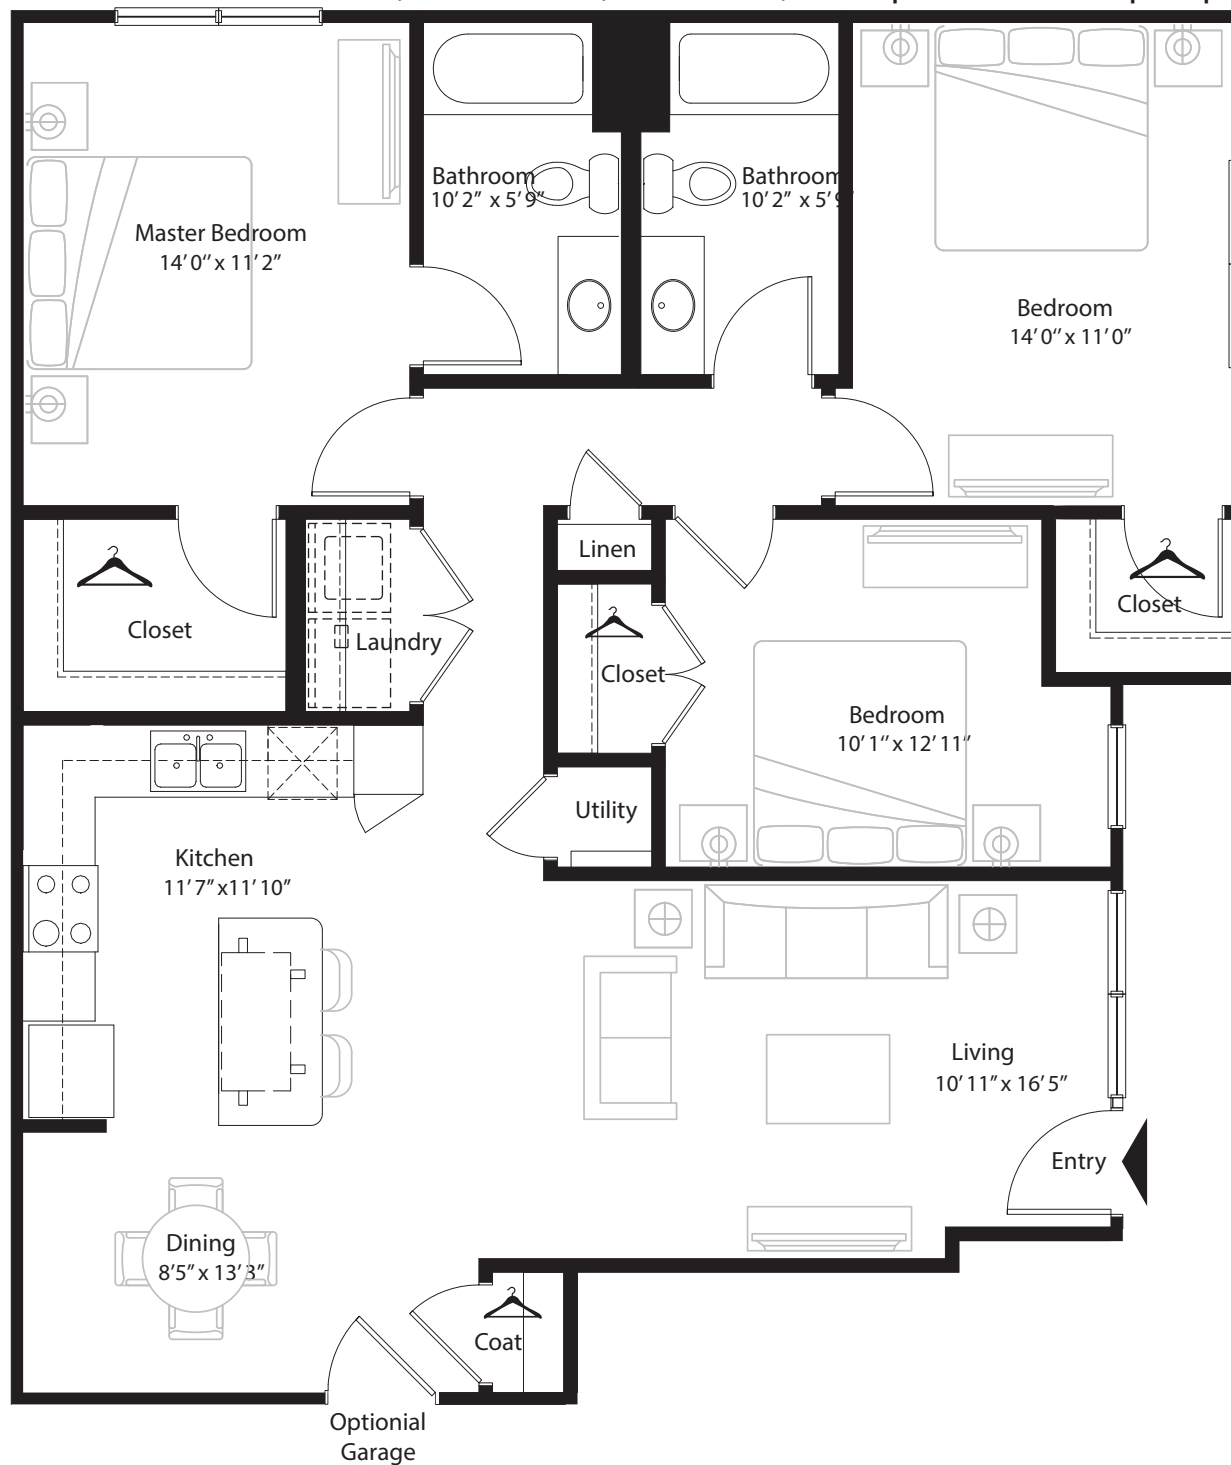 Bathroom
10'2" x 5'9"
Bathroom
10'2" x 5'9"
Master Bedroom
14'0" x 11'2"
Bedroom
14'0" x 11'0"
Linen
Closet
Closet
Laundry
Closet
Bedroom
10'1" x 12'11"
Utility
Kitchen
11'7"x11'10"
Living
10'11" x 16'5"
Entry
Dining
8'5" x 13'3"
Coat
Optionial
Garage